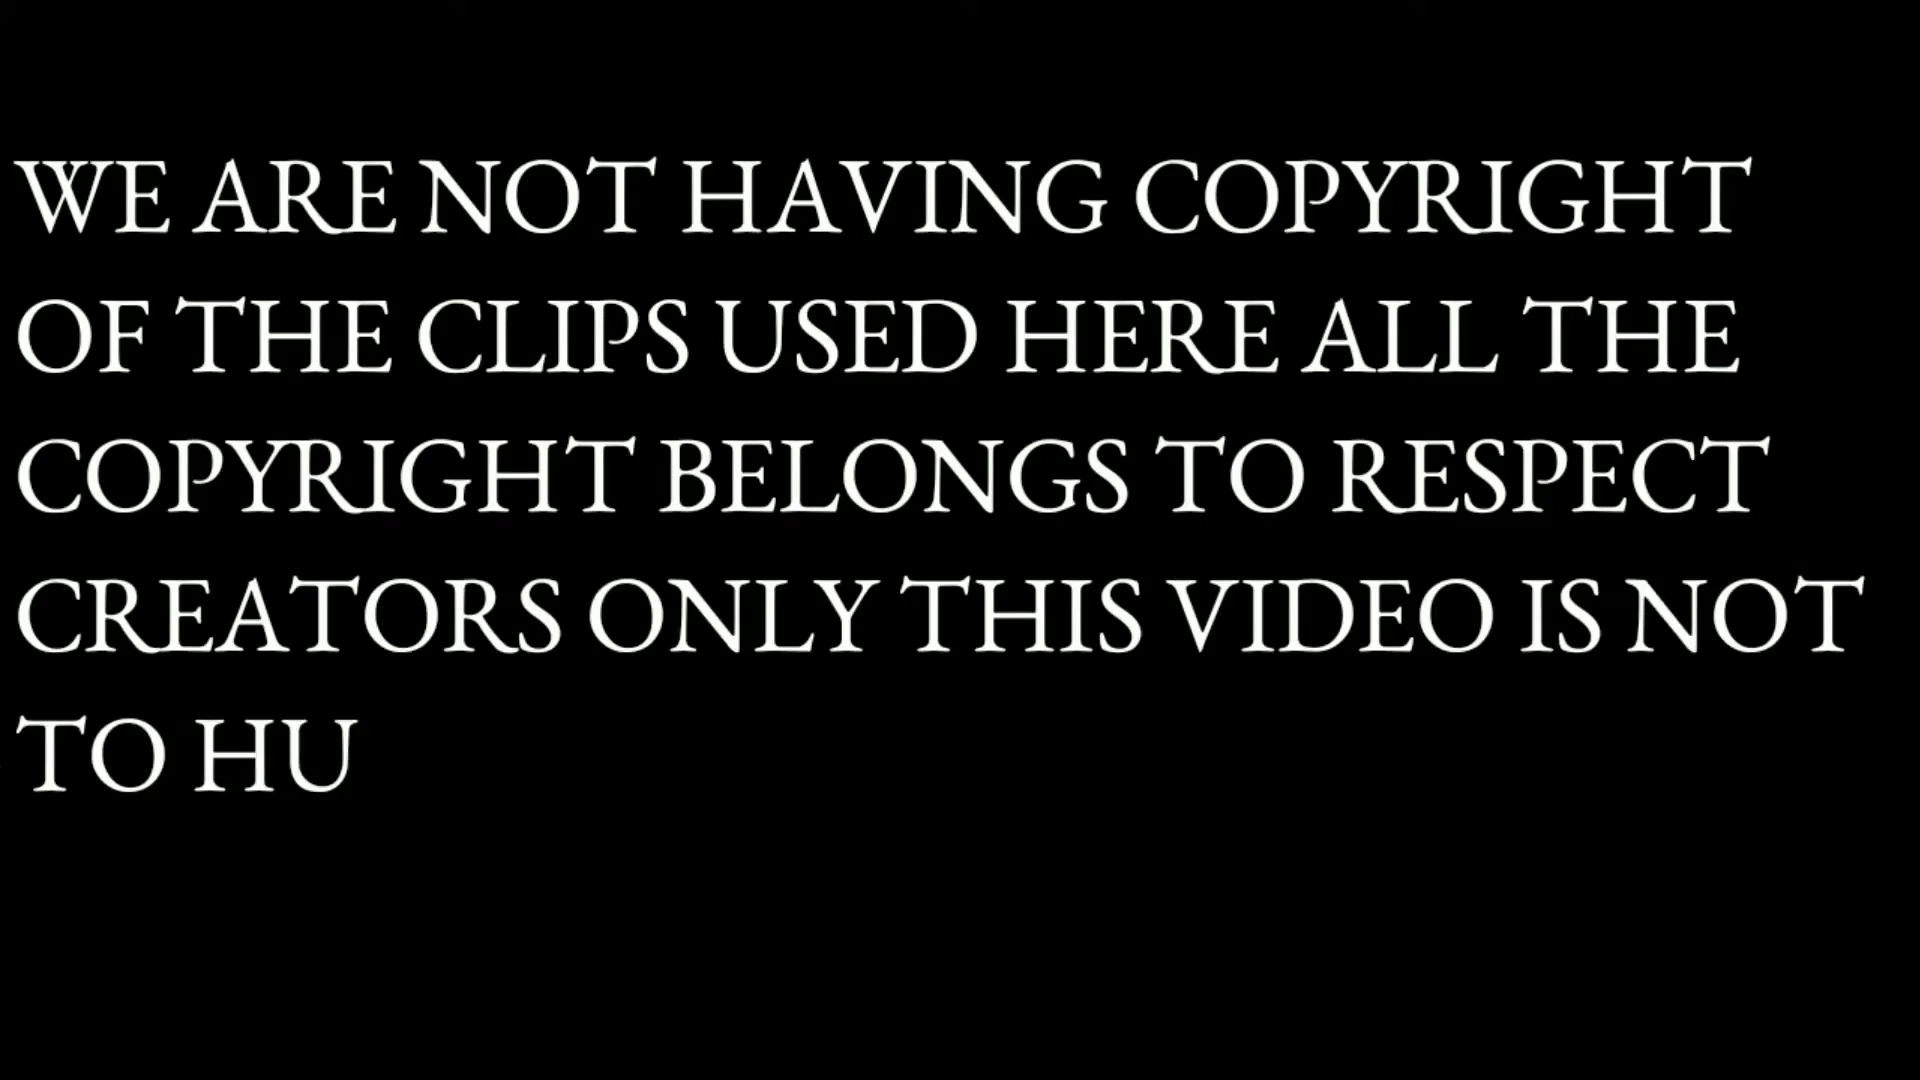 WE ARE NOT HAVING COPYRIGHT
OF THE CLIPS USED HERE ALL THE
COPYRIGHT BELONGS TO RESPECT
CREATORS ONLY THIS VIDEO IS NOT
TO HU